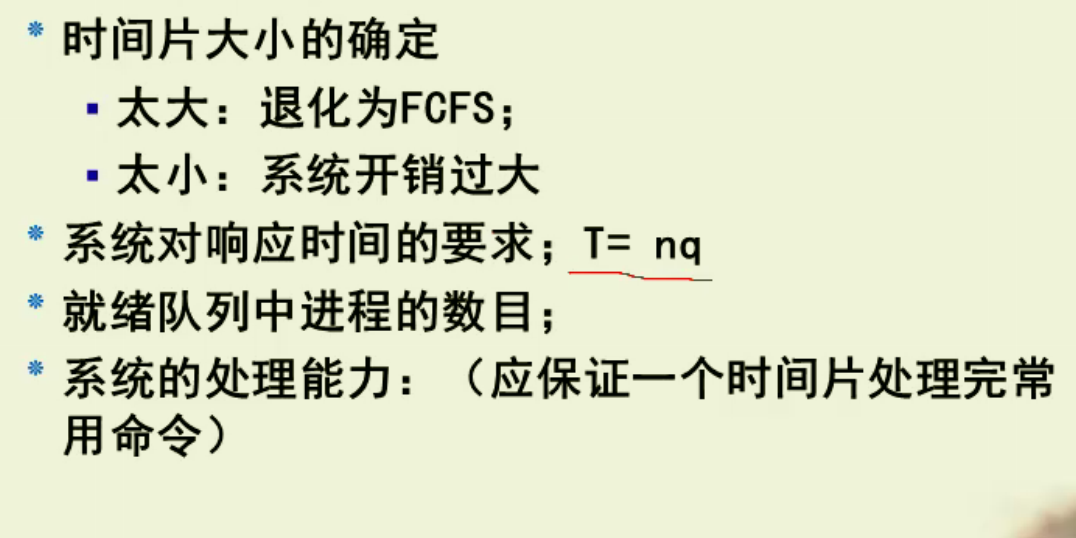 时间片大小的确定
太大：退化为FCFS；
太小：系统开销过大
系统对响应时间的要求；T= nq
就绪队列中进程的数目；
系统的处理能力：（应保证一个时间片处理完常
用命令）